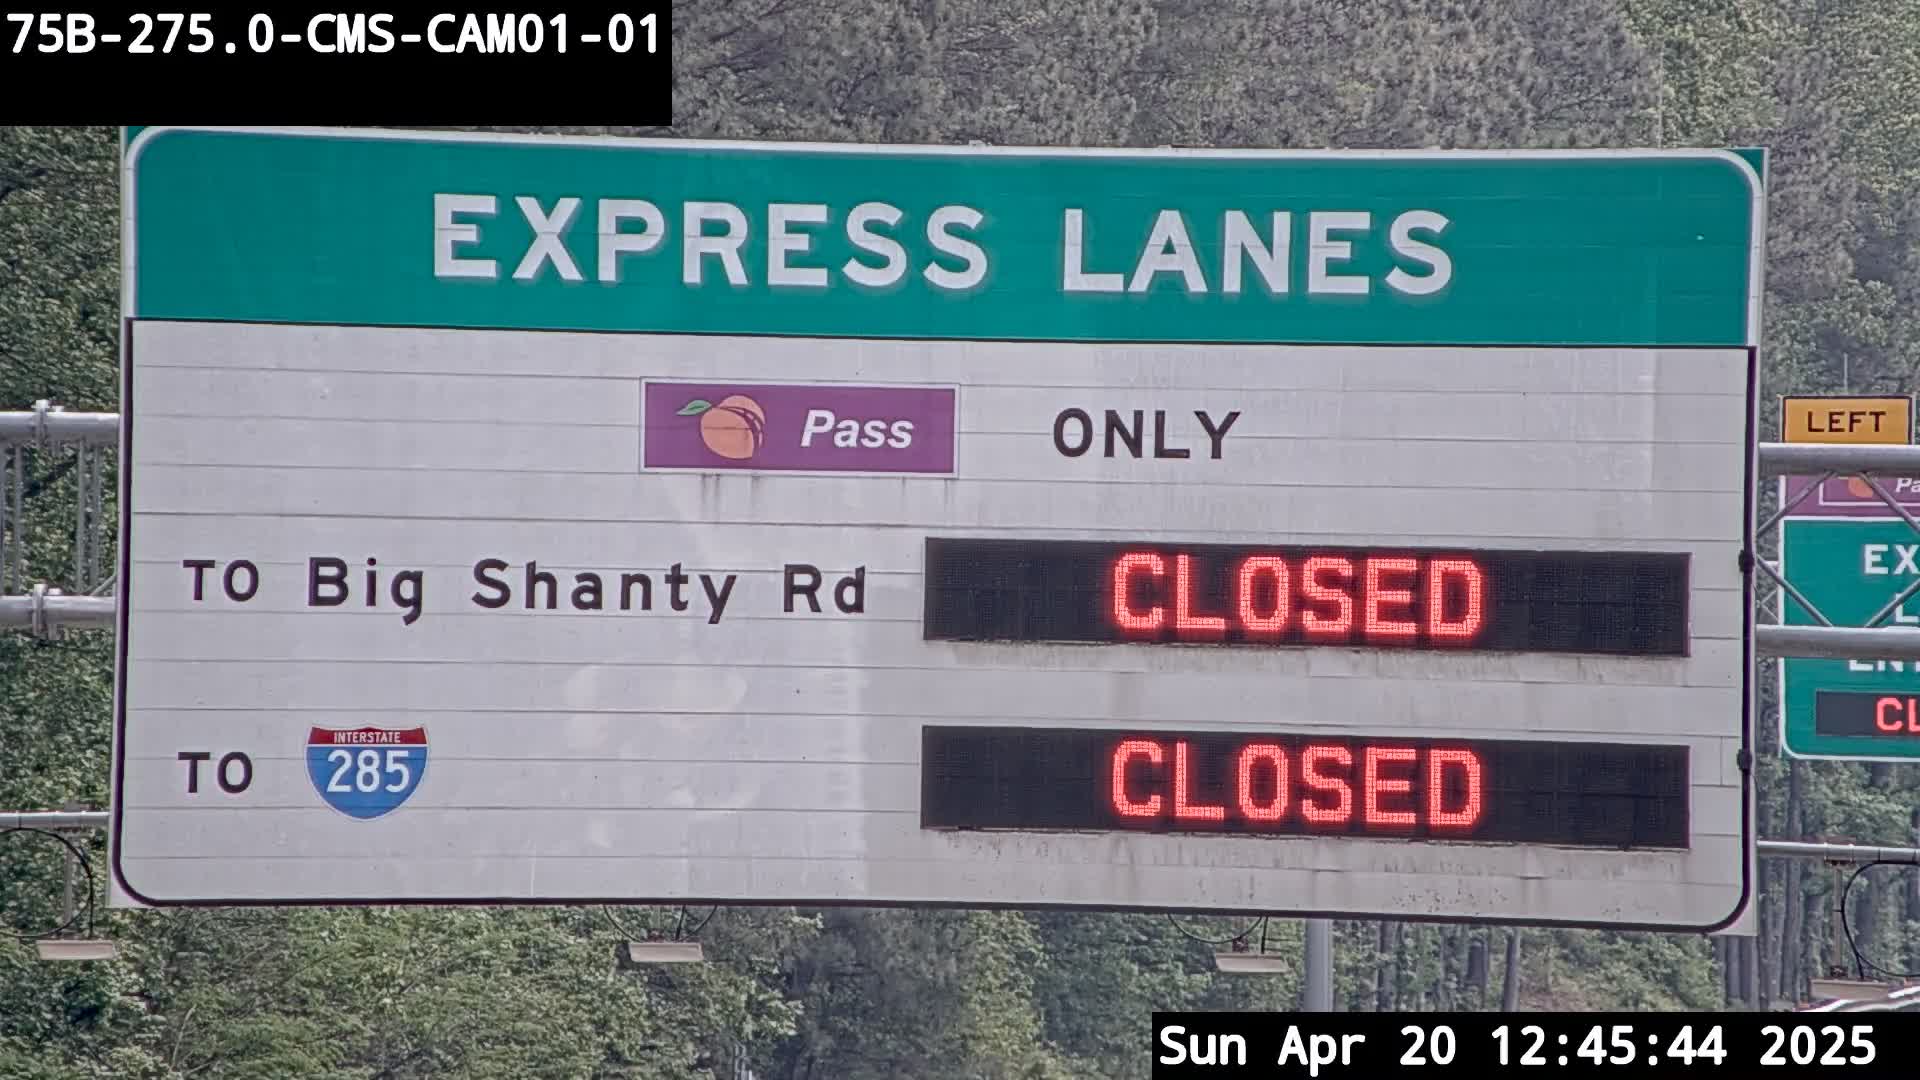 75B-275.0-CMS-CAM01-01
EXPRESS LANES
Pass ONLY
TO Big Shanty Rd CLOSED
TO INTERSTATE 285 CLOSED
LEFT
Sun Apr 20 12:45:44 2025